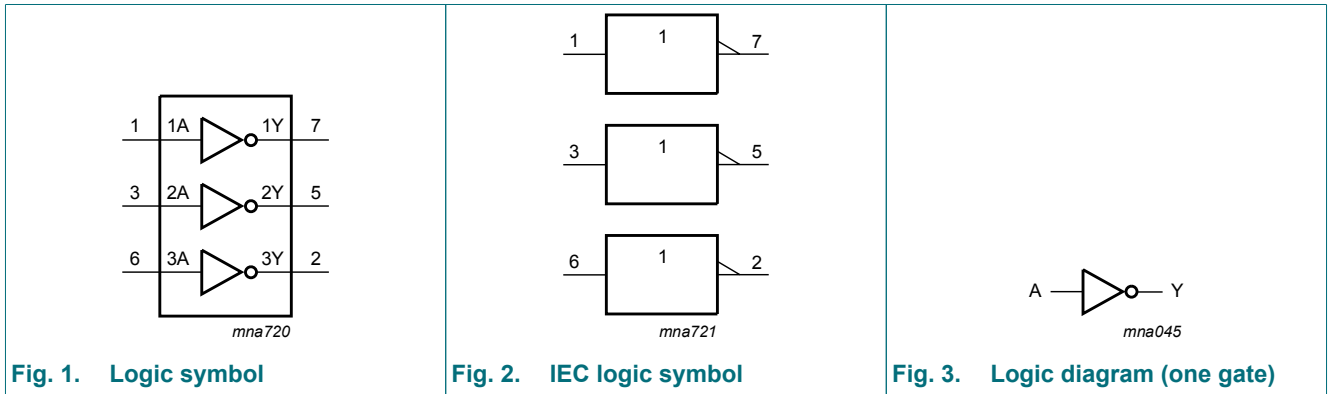 1 1A 1Y 7
3 2A 2Y 5
6 3A 3Y 2
mna720
Fig. 1. Logic symbol
1 1 7
3 1 5
6 1 2
mna721
Fig. 2. IEC logic symbol
A Y
mna045
Fig. 3. Logic diagram (one gate)